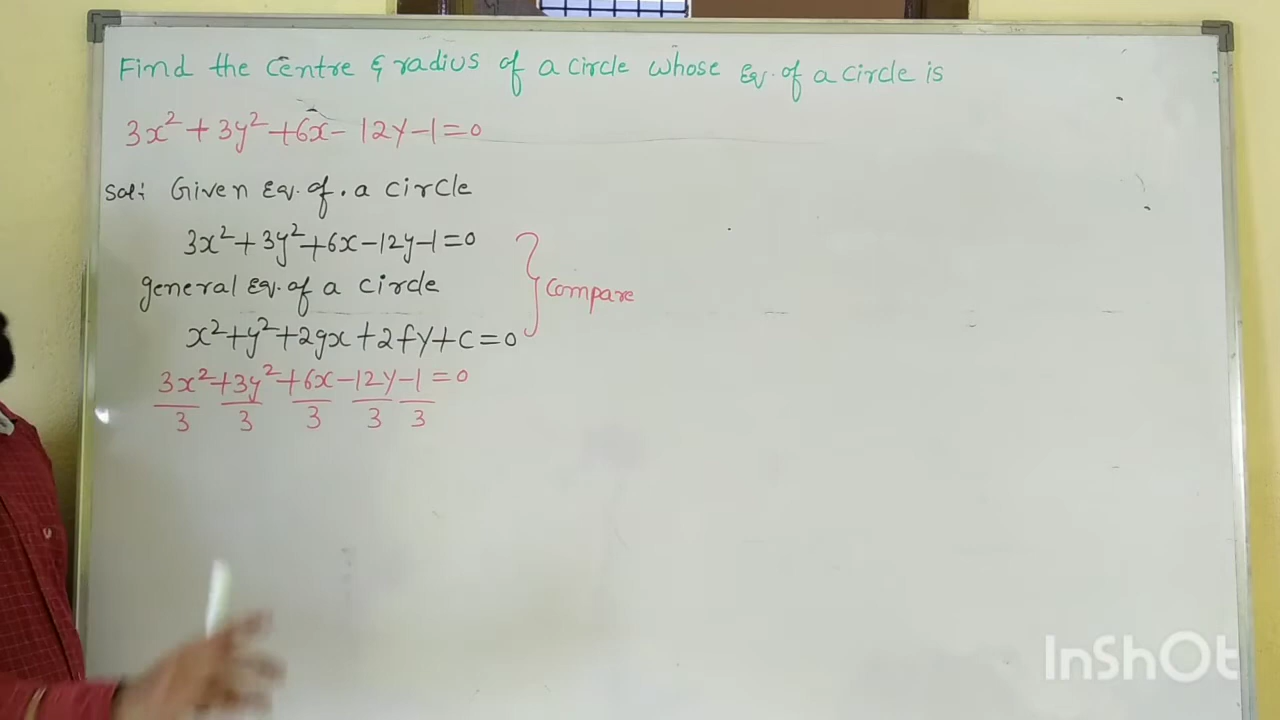 Find the centre & radius of a circle whose Eq. of a circle is
3x² + 3y² + 6x - 12y - 1 = 0
Sol: Given Eq. of. a circle
3x² + 3y² + 6x - 12y - 1 = 0
general Eq. of a circle
x² + y² + 2gx + 2fy + c = 0
} compare
3x²/3 + 3y²/3 + 6x/3 - 12y/3 - 1/3 = 0
InShOt